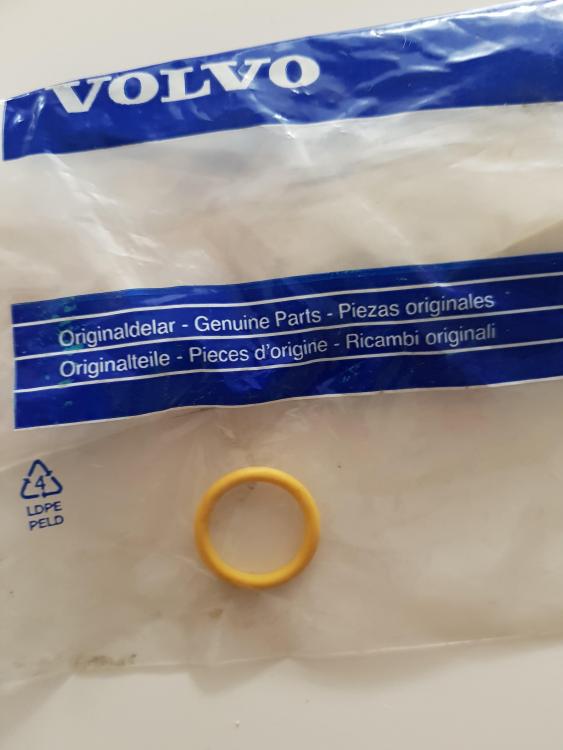 VOLVO
Originaldelar - Genuine Parts - Piezas originales
Originalteile - Pieces d'origine - Ricambi originali
4
LDPE
PELD